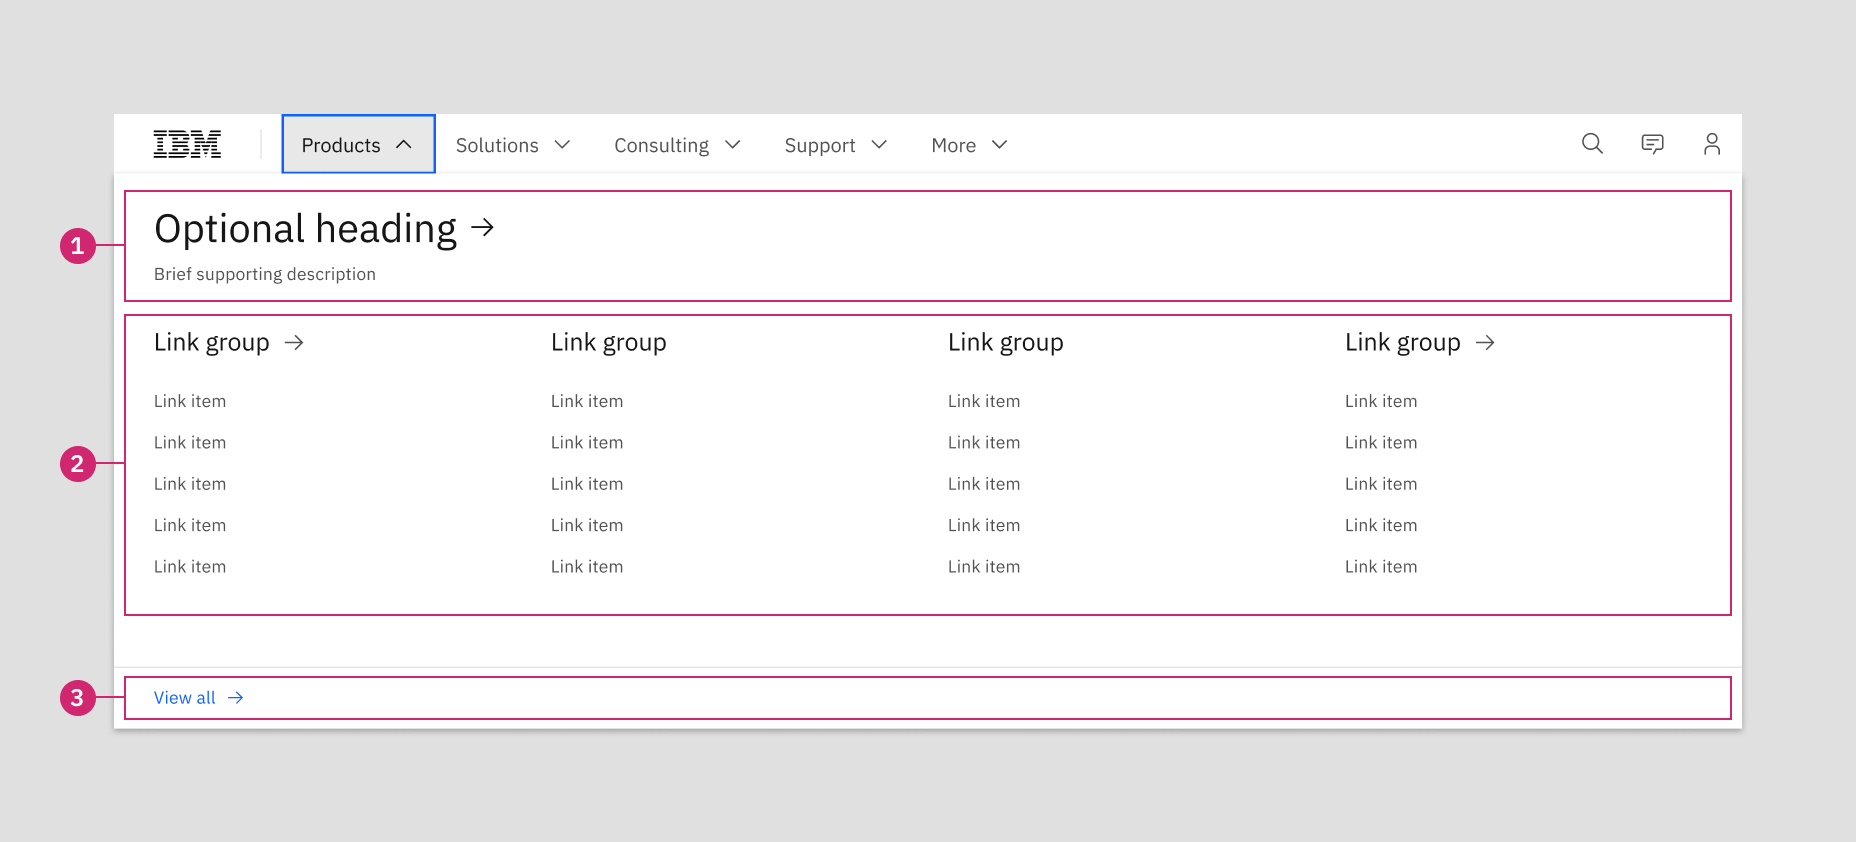 IBM Products Solutions Consulting Support More
1
Optional heading →
Brief supporting description
2
Link group → Link group Link group Link group →
Link item Link item Link item Link item
Link item Link item Link item Link item
Link item Link item Link item Link item
Link item Link item Link item Link item
Link item Link item Link item Link item
3
View all →